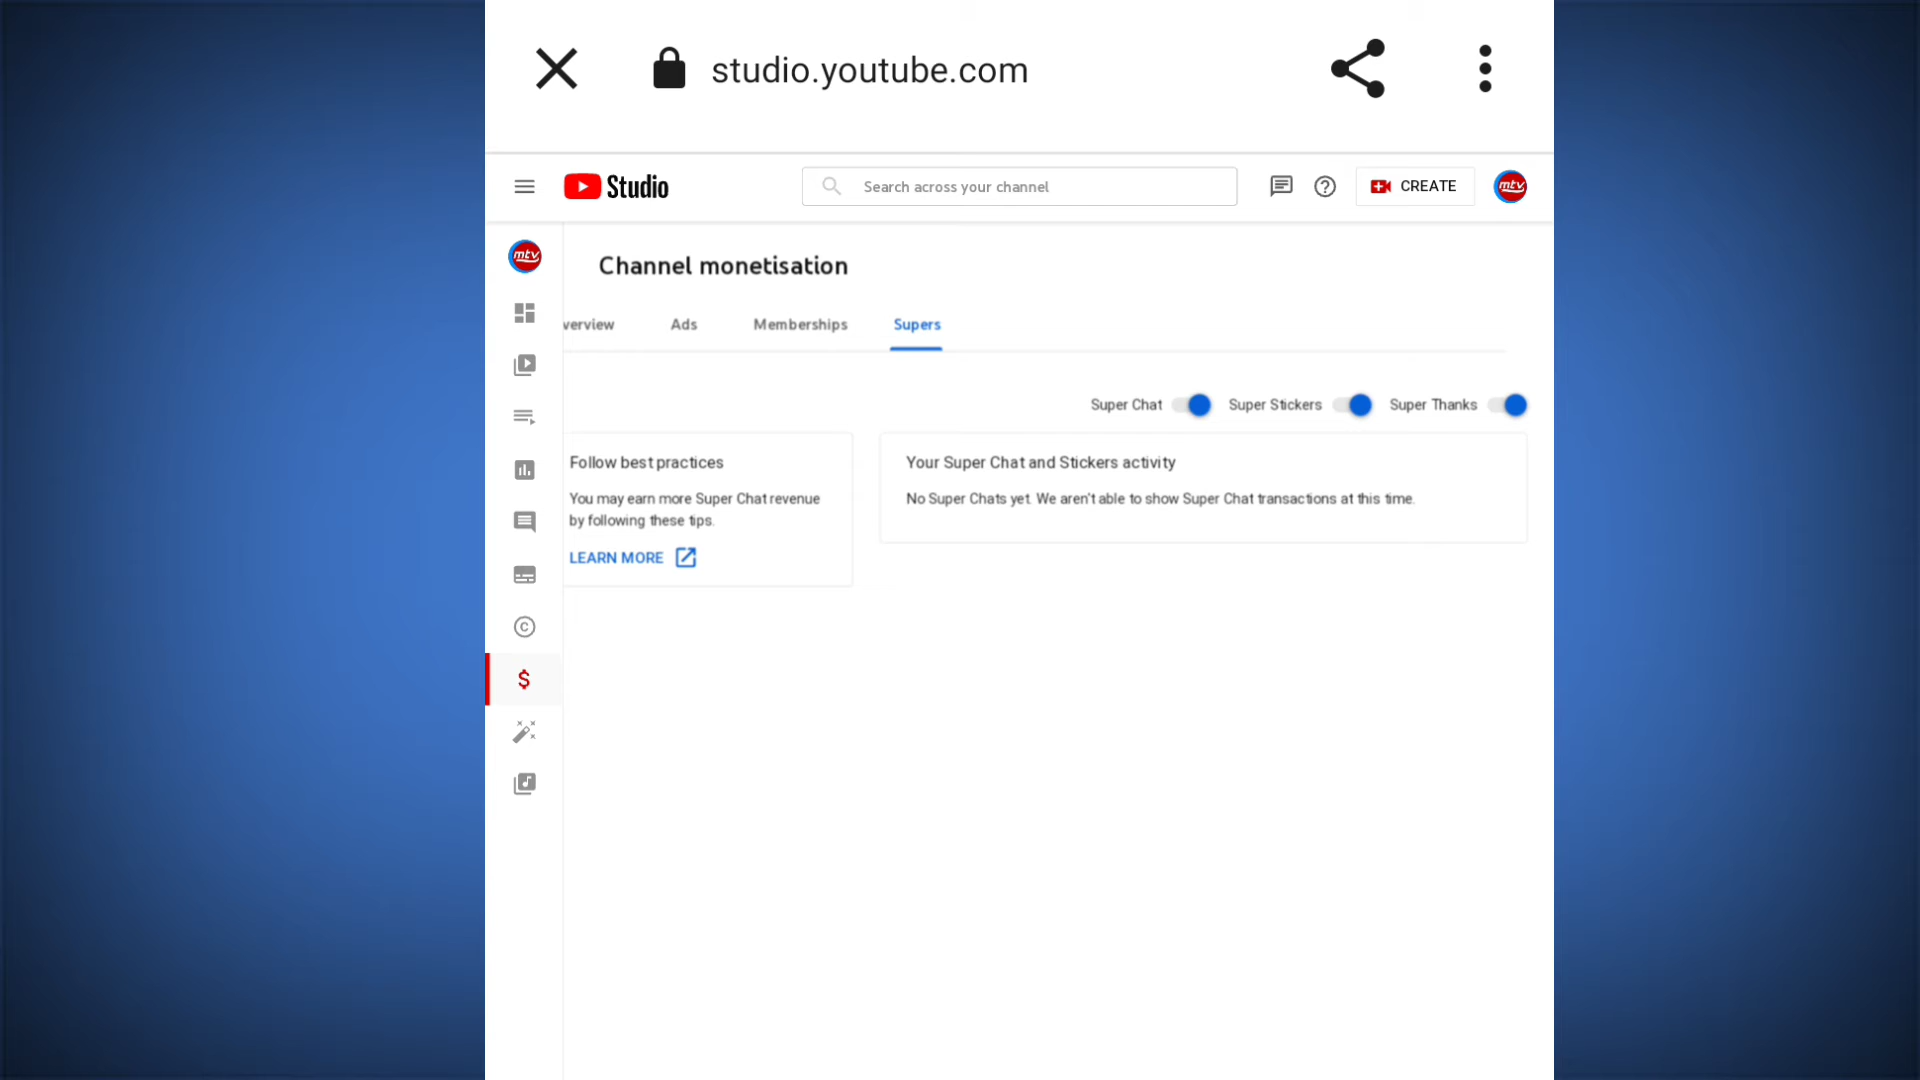 studio.youtube.com
Studio
Search across your channel
CREATE
mtv
mtv
Channel monetisation
verview
Ads
Memberships
Supers
Super Chat
Super Stickers
Super Thanks
Follow best practices
You may earn more Super Chat revenue
by following these tips.
LEARN MORE
Your Super Chat and Stickers activity
No Super Chats yet. We aren't able to show Super Chat transactions at this time.